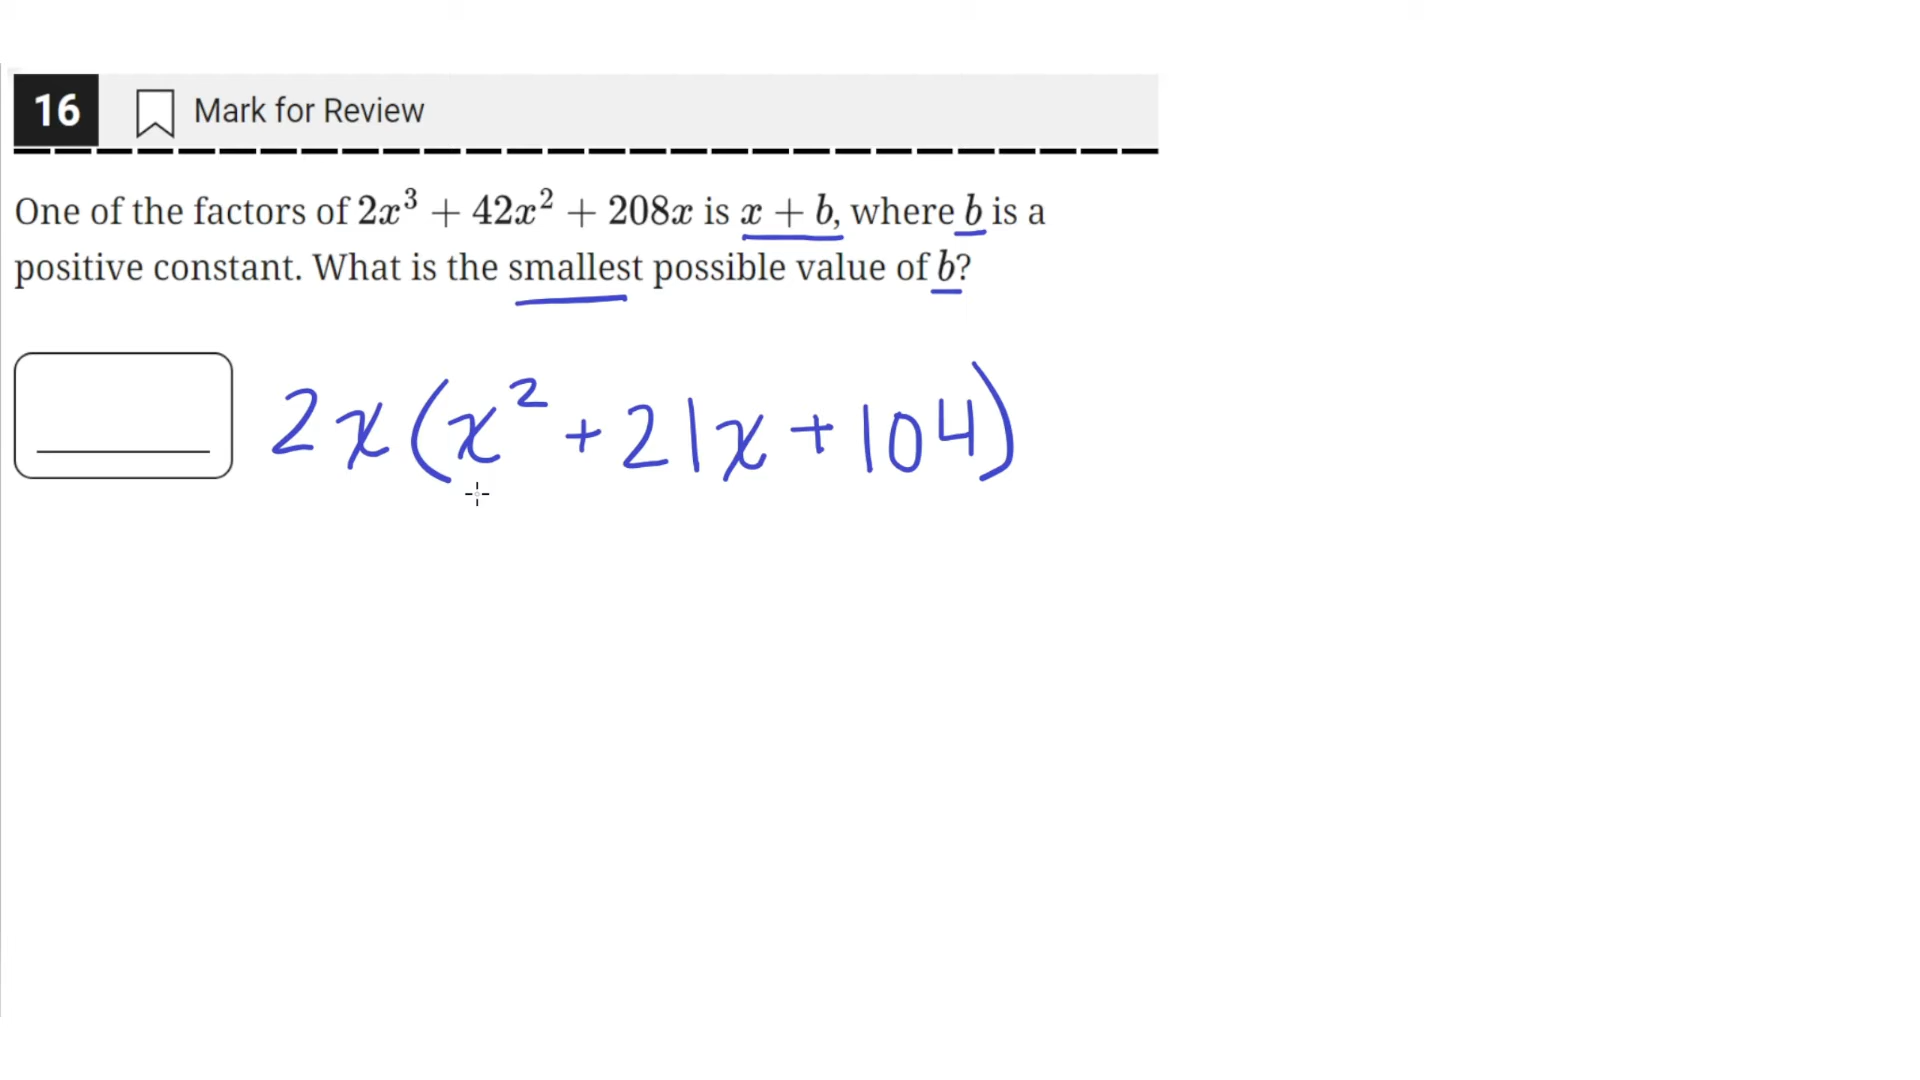 16 Mark for Review
One of the factors of 2x³ + 42x² + 208x is x + b, where b is a
positive constant. What is the smallest possible value of b?
2x(x² + 21x + 104)